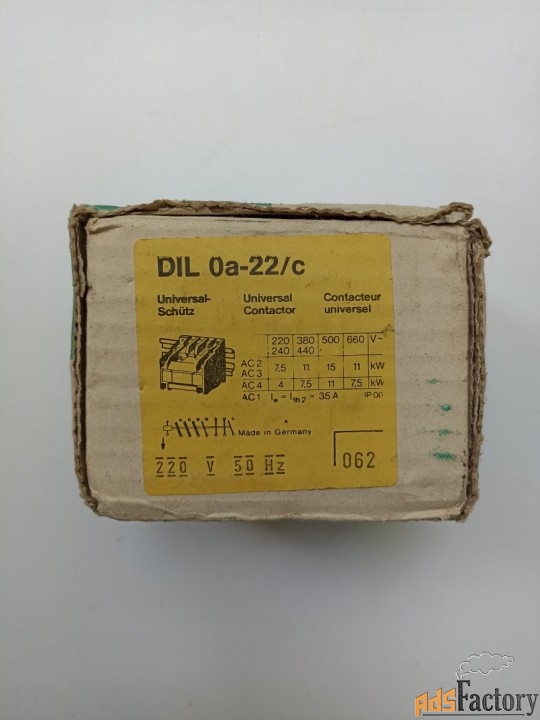 DIL 0a-22/c
Universal- Universal Contacteur
Schütz Contactor universel
220 380 500 660 V~
240 440
AC 2 7,5 11 15 11 kW
AC 3
AC 4 4 7,5 11 7,5 kW
AC 1 Ie = Ith2 = 35 A IP 00
Made in Germany
220 V 50 Hz
062
AdsFactory